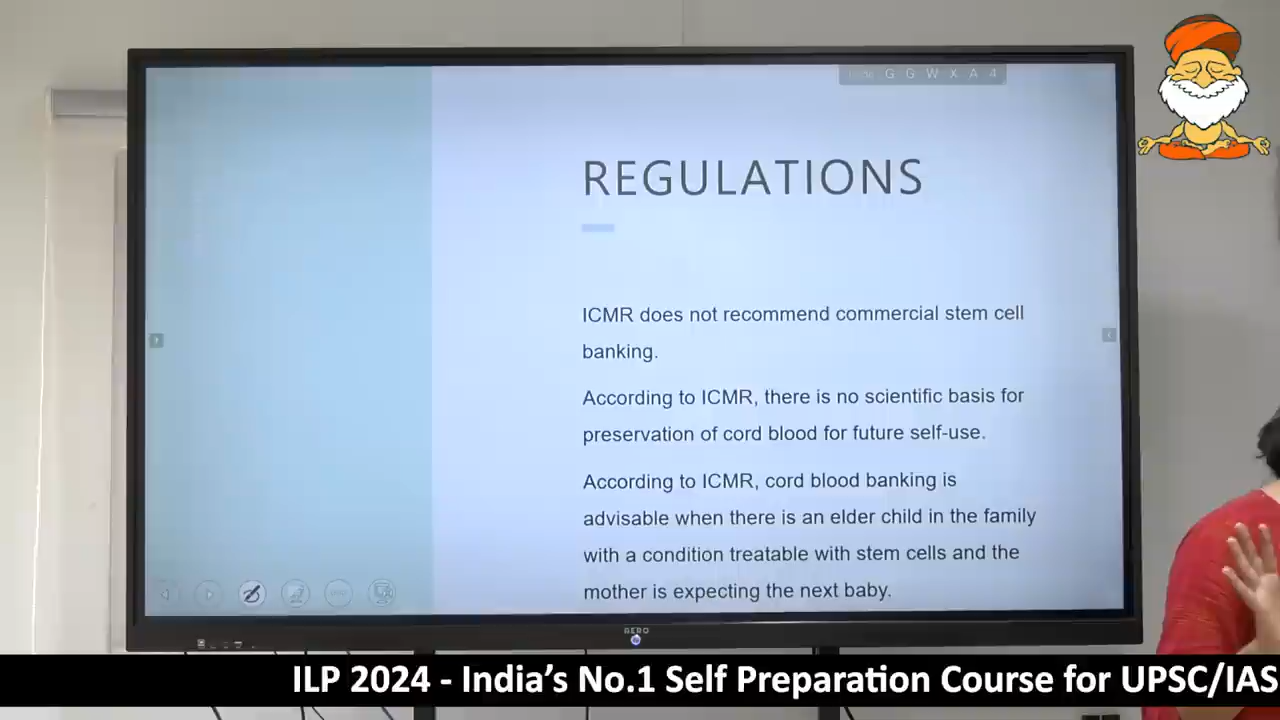 G G W X A 4
REGULATIONS
ICMR does not recommend commercial stem cell
banking.
According to ICMR, there is no scientific basis for
preservation of cord blood for future self-use.
According to ICMR, cord blood banking is
advisable when there is an elder child in the family
with a condition treatable with stem cells and the
mother is expecting the next baby.
ILP 2024 - India's No.1 Self Preparation Course for UPSC/IAS